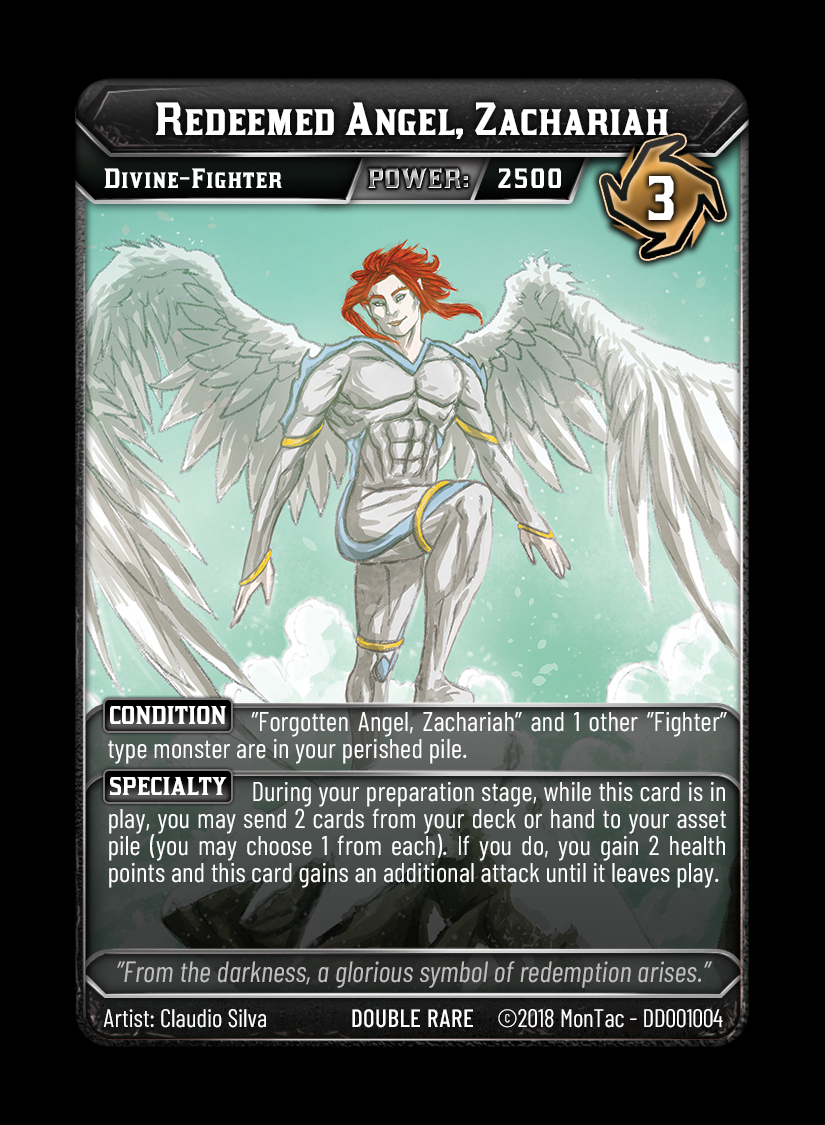 Redeemed Angel, Zachariah
Divine-Fighter POWER: 2500
3
CONDITION "Forgotten Angel, Zachariah" and 1 other "Fighter"
type monster are in your perished pile.
SPECIALTY During your preparation stage, while this card is in
play, you may send 2 cards from your deck or hand to your asset
pile (you may choose 1 from each). If you do, you gain 2 health
points and this card gains an additional attack until it leaves play.
"From the darkness, a glorious symbol of redemption arises."
Artist: Claudio Silva DOUBLE RARE ©2018 MonTac - DD001004